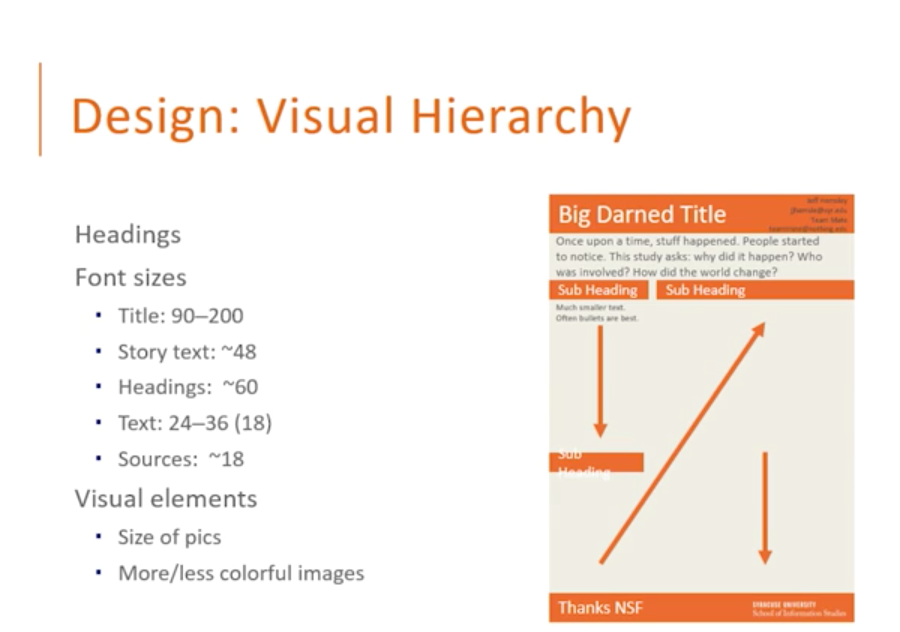 Design: Visual Hierarchy
Headings
Font sizes
▪ Title: 90–200
▪ Story text: ~48
▪ Headings: ~60
▪ Text: 24–36 (18)
▪ Sources: ~18
Visual elements
▪ Size of pics
▪ More/less colorful images
Big Darned Title
Once upon a time, stuff happened. People started
to notice. This study asks: why did it happen? Who
was involved? How did the world change?
Sub Heading
Sub Heading
Much smaller text.
Often bullets are best.
Sub
Heading
Thanks NSF
SYRACUSE UNIVERSITY
School of Information Studies